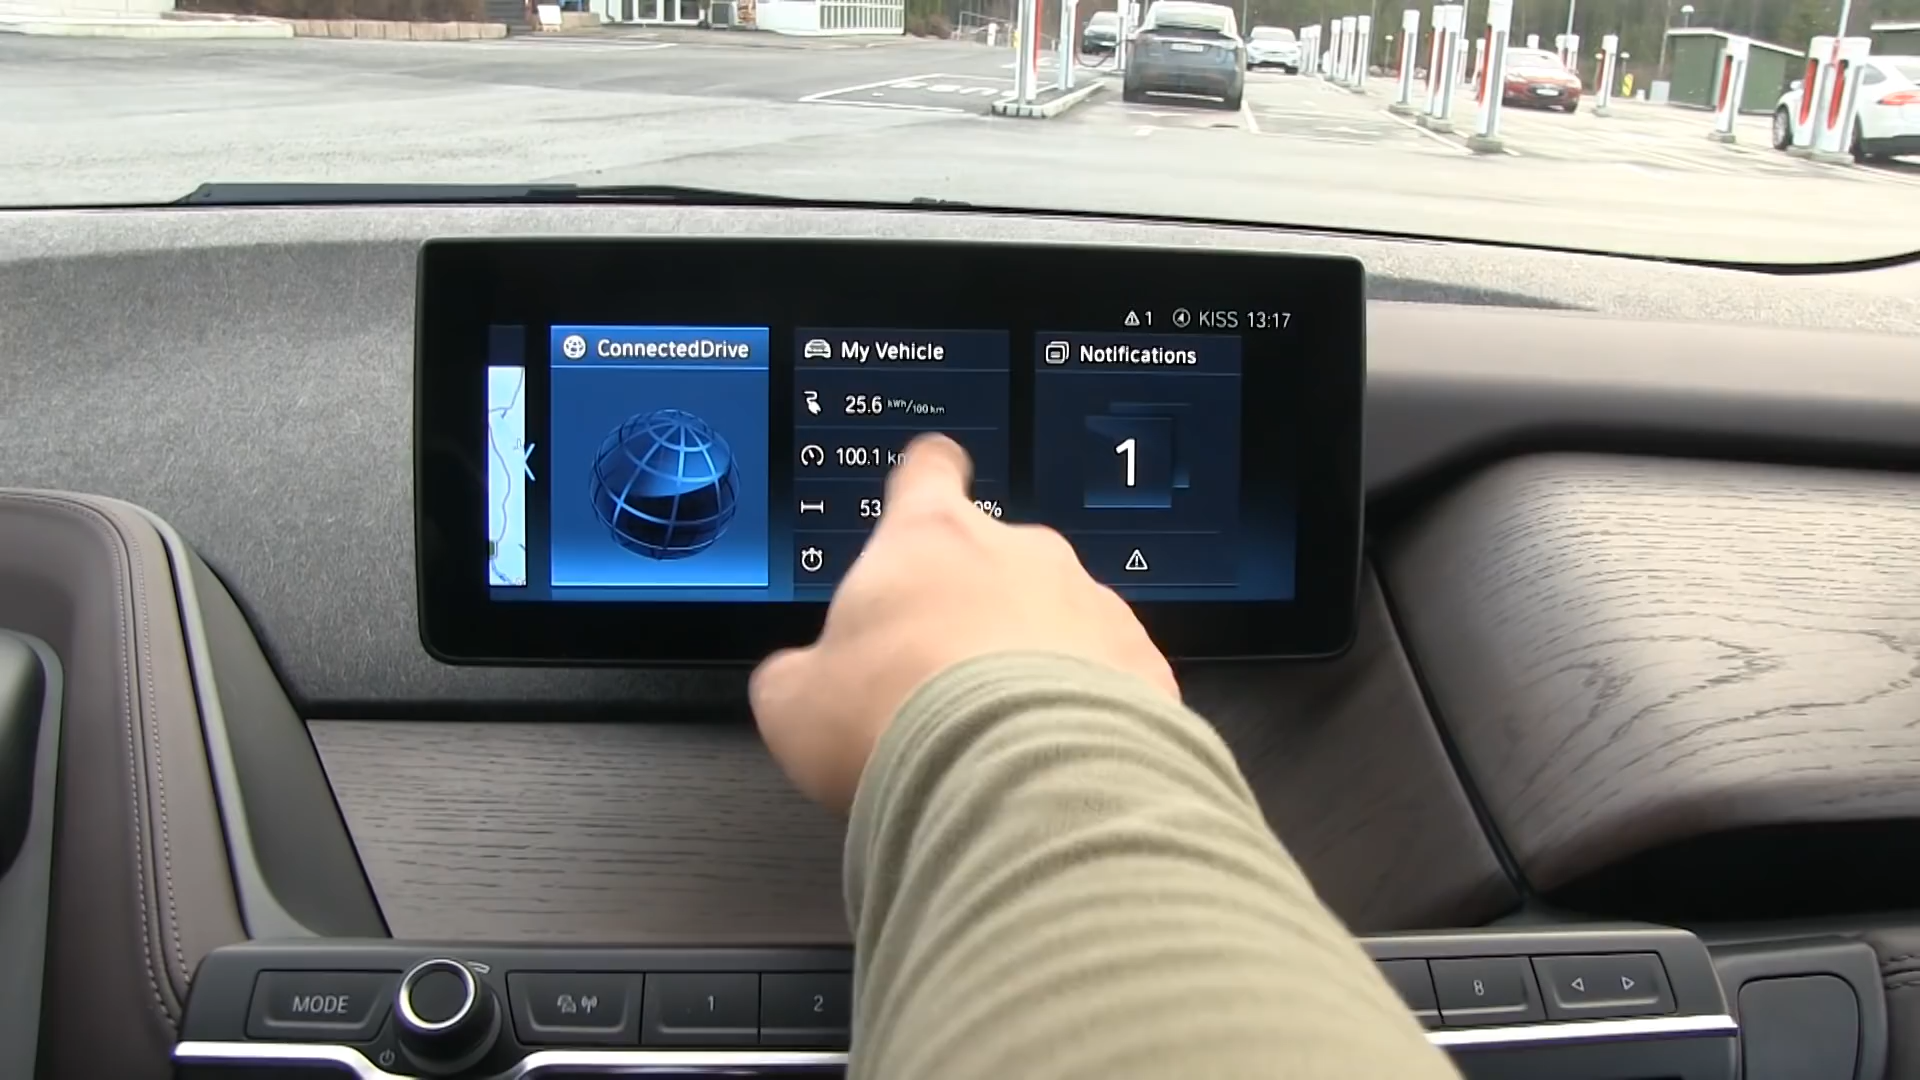 1 KISS 13:17
ConnectedDrive
My Vehicle
Notifications
25.6 kWh/100 km
100.1
1
53
%
MODE
1
2
8